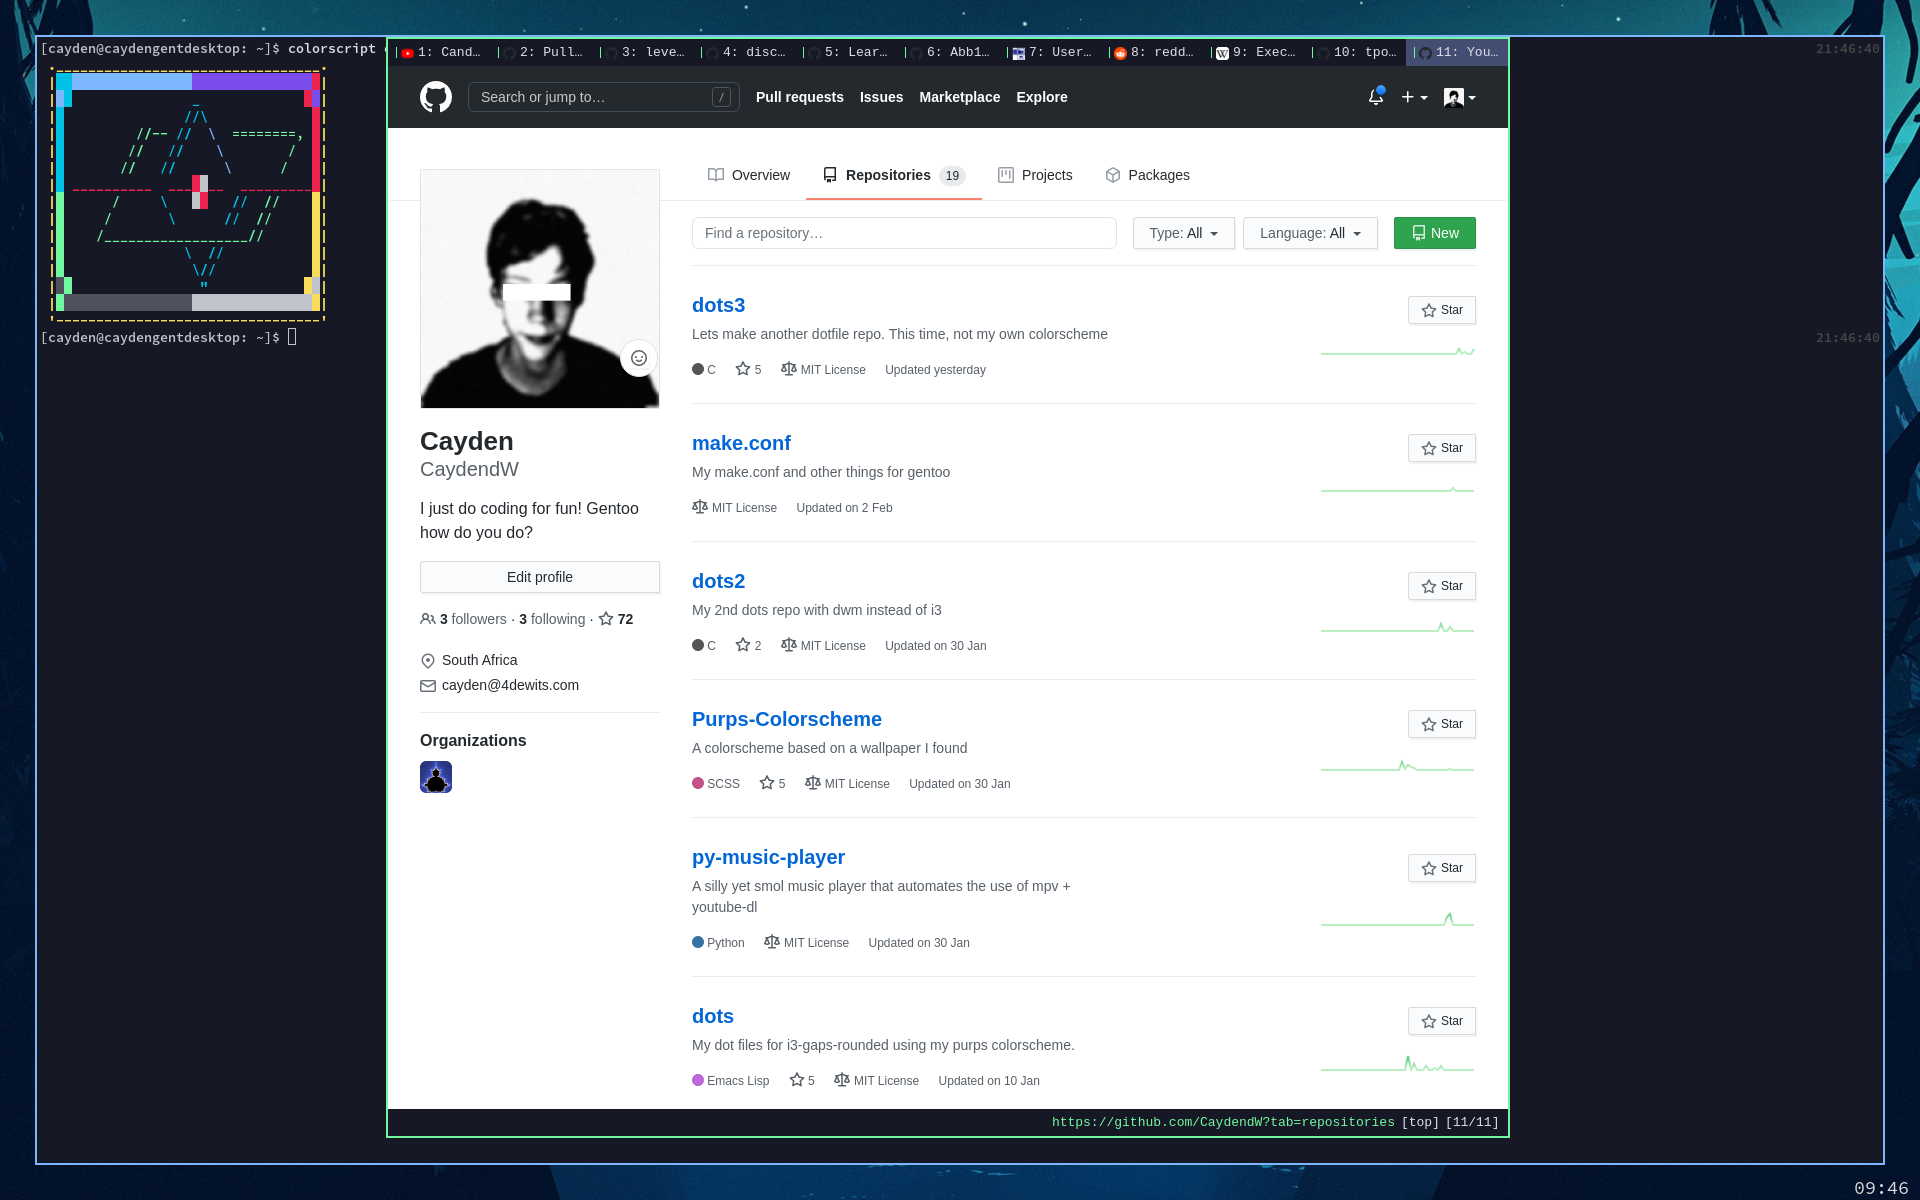 [cayden@caydengentdesktop: ~]$ colorscript
21:46:40
[cayden@caydengentdesktop: ~]$
21:46:40
1: Cand… 2: Pull… 3: leve… 4: disc… 5: Lear… 6: Abb1… 7: User… 8: redd… 9: Exec… 10: tpo… 11: You…
Search or jump to… / Pull requests Issues Marketplace Explore
Overview Repositories 19 Projects Packages
Find a repository… Type: All Language: All New
dots3
Star
Lets make another dotfile repo. This time, not my own colorscheme
C 5 MIT License Updated yesterday
make.conf
Star
My make.conf and other things for gentoo
MIT License Updated on 2 Feb
dots2
Star
My 2nd dots repo with dwm instead of i3
C 2 MIT License Updated on 30 Jan
Purps-Colorscheme
Star
A colorscheme based on a wallpaper I found
SCSS 5 MIT License Updated on 30 Jan
py-music-player
Star
A silly yet smol music player that automates the use of mpv +
youtube-dl
Python MIT License Updated on 30 Jan
dots
Star
My dot files for i3-gaps-rounded using my purps colorscheme.
Emacs Lisp 5 MIT License Updated on 10 Jan
Cayden
CaydendW
I just do coding for fun! Gentoo
how do you do?
Edit profile
3 followers · 3 following · 72
South Africa
cayden@4dewits.com
Organizations
https://github.com/CaydendW?tab=repositories [top] [11/11]
09:46